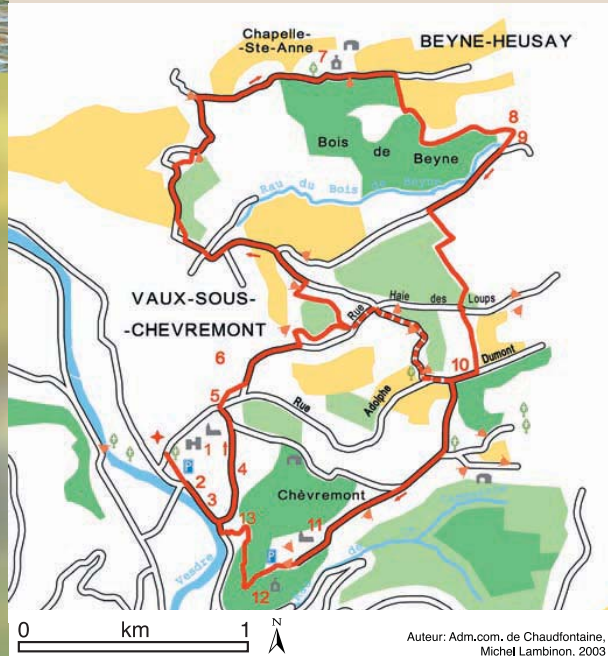 Chapelle-
-Ste-Anne
BEYNE-HEUSAY
7
8
9
Bois de Beyne
Rau du Bois de Beyne
VAUX-SOUS-
-CHEVREMONT
Rue Haie des Loups
6
10
Dumont
5
Rue Adolphe
1
P
2
4
3
Chèvremont
13
11
P
Vesdre
de
12
0 km 1
N
Auteur: Adm.com. de Chaudfontaine,
Michel Lambinon, 2003